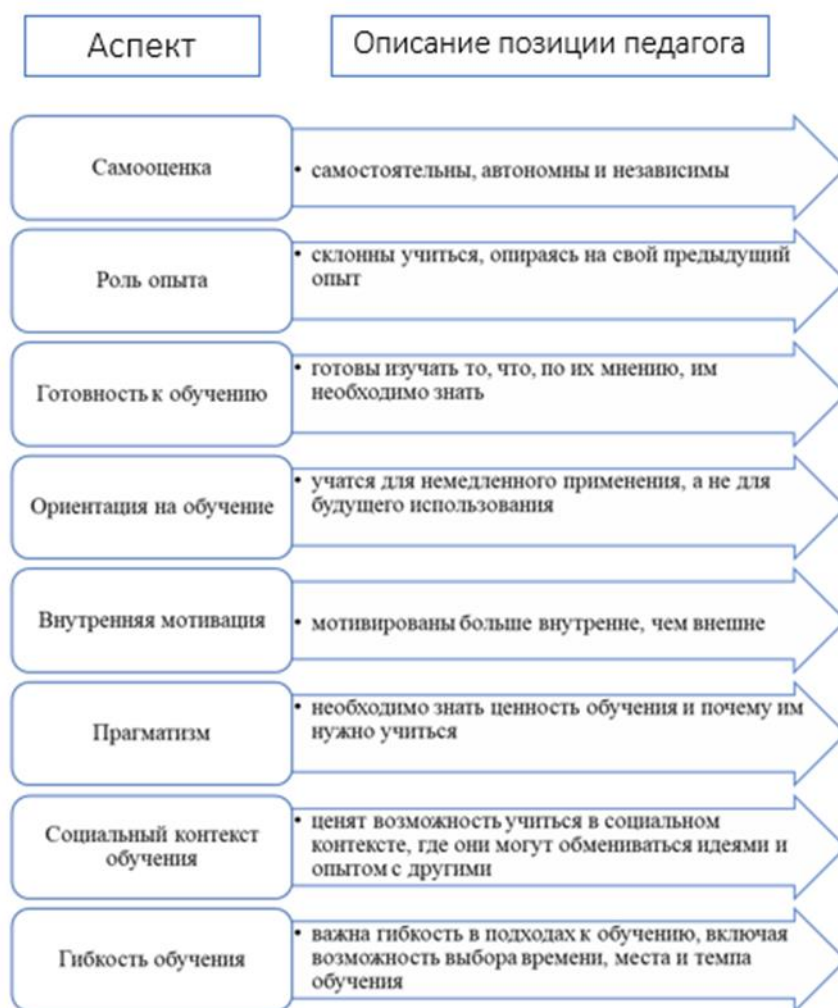 Аспект
Описание позиции педагога
Самооценка
• самостоятельны, автономны и независимы
Роль опыта
• склонны учиться, опираясь на свой предыдущий
опыт
Готовность к обучению
• готовы изучать то, что, по их мнению, им
необходимо знать
Ориентация на обучение
• учатся для немедленного применения, а не для
будущего использования
Внутренняя мотивация
• мотивированы больше внутренне, чем внешне
Прагматизм
• необходимо знать ценность обучения и почему им
нужно учиться
Социальный контекст
обучения
• ценят возможность учиться в социальном
контексте, где они могут обмениваться идеями и
опытом с другими
Гибкость обучения
• важна гибкость в подходах к обучению, включая
возможность выбора времени, места и темпа
обучения